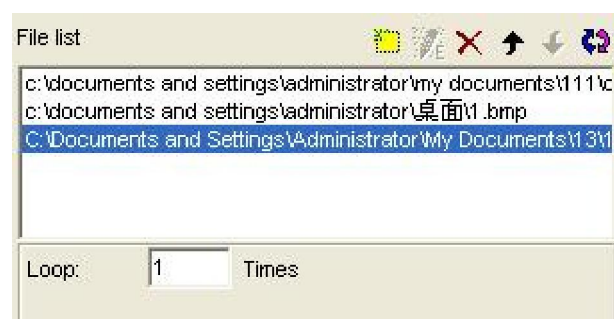 File list
c:\documents and settings\administrator\my documents\111\c
c:\documents and settings\administrator\桌面\1.bmp
C:\Documents and Settings\Administrator\My Documents\13\1
Loop: 1 Times